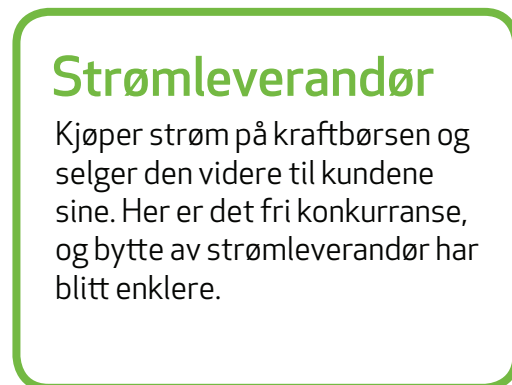 Strømleverandør
Kjøper strøm på kraftbørsen og
selger den videre til kundene
sine. Her er det fri konkurranse,
og bytte av strømleverandør har
blitt enklere.